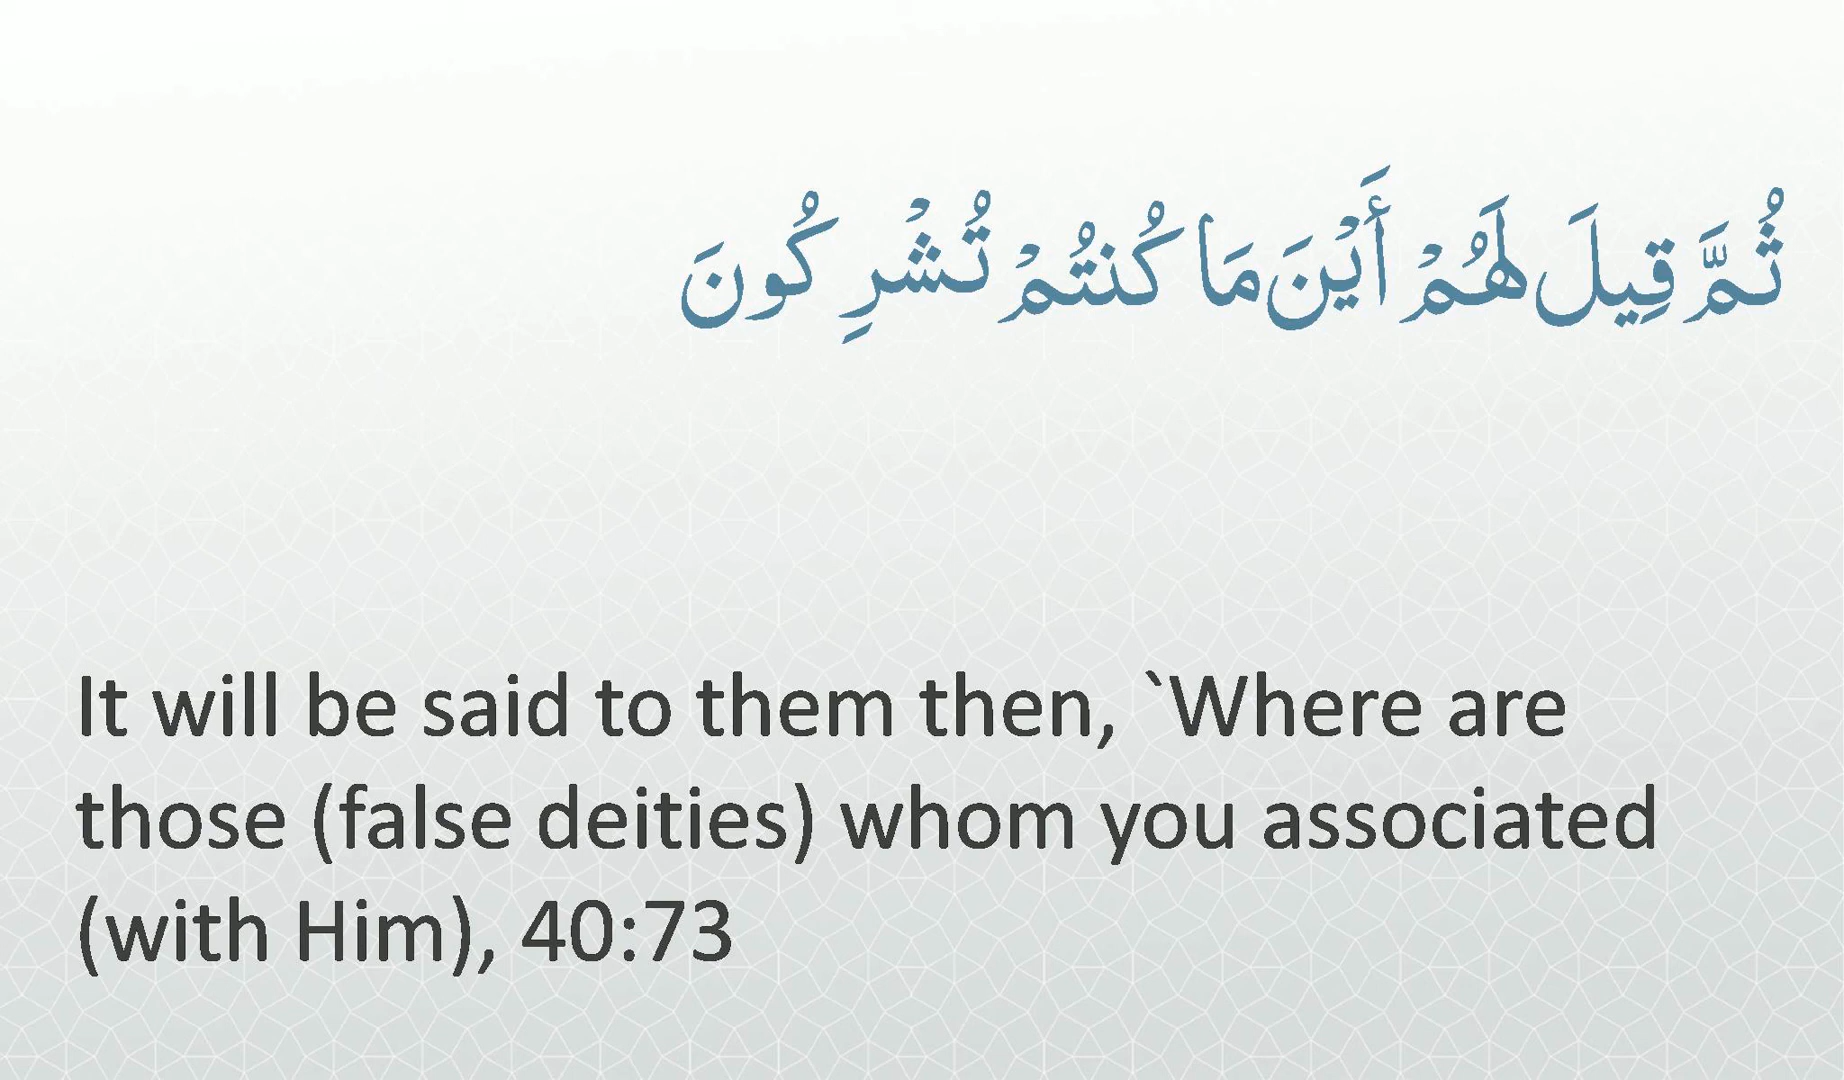 ثُمَّ قِيلَ لَهُمْ أَيْنَ مَا كُنتُمْ تُشْرِكُونَ
It will be said to them then, `Where are
those (false deities) whom you associated
(with Him), 40:73